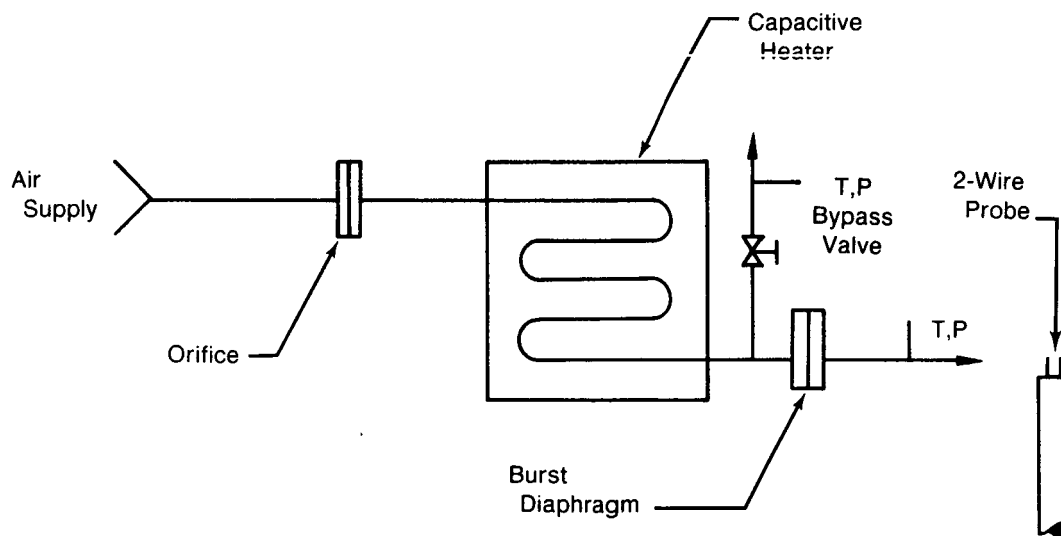 Capacitive
Heater
Air
Supply
T,P
Bypass
Valve
2-Wire
Probe
Orifice
T,P
Burst
Diaphragm